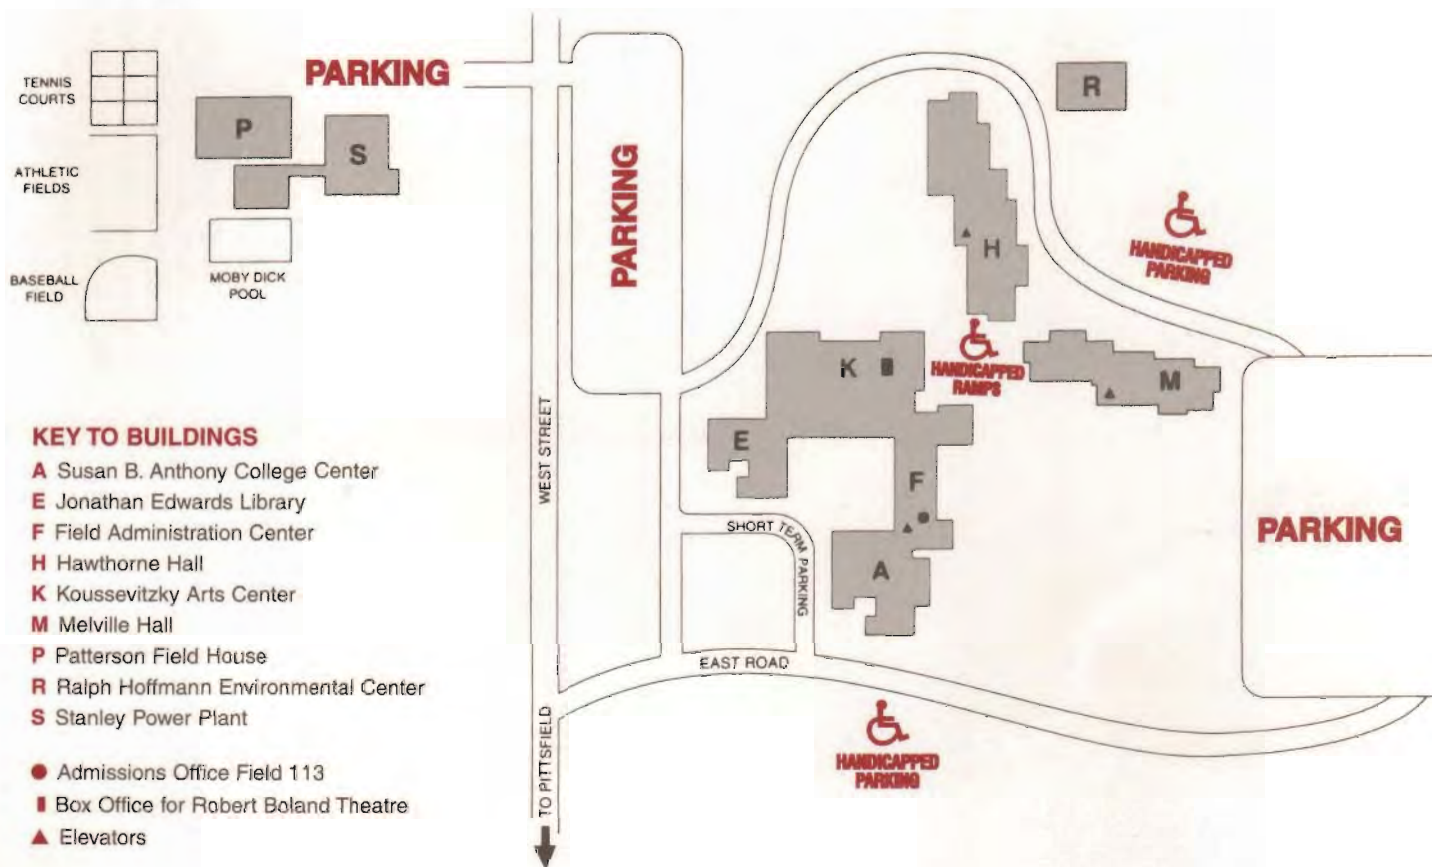 TENNIS
COURTS
PARKING
P
S
ATHLETIC
FIELDS
BASEBALL
FIELD
MOBY DICK
POOL
PARKING
R
H
HANDICAPPED
PARKING
K
HANDICAPPED
RAMPS
M
E
F
A
PARKING
WEST STREET
SHORT TERM PARKING
EAST ROAD
TO PITTSFIELD
HANDICAPPED
PARKING
KEY TO BUILDINGS
A Susan B. Anthony College Center
E Jonathan Edwards Library
F Field Administration Center
H Hawthorne Hall
K Koussevitzky Arts Center
M Melville Hall
P Patterson Field House
R Ralph Hoffmann Environmental Center
S Stanley Power Plant
Admissions Office Field 113
Box Office for Robert Boland Theatre
Elevators